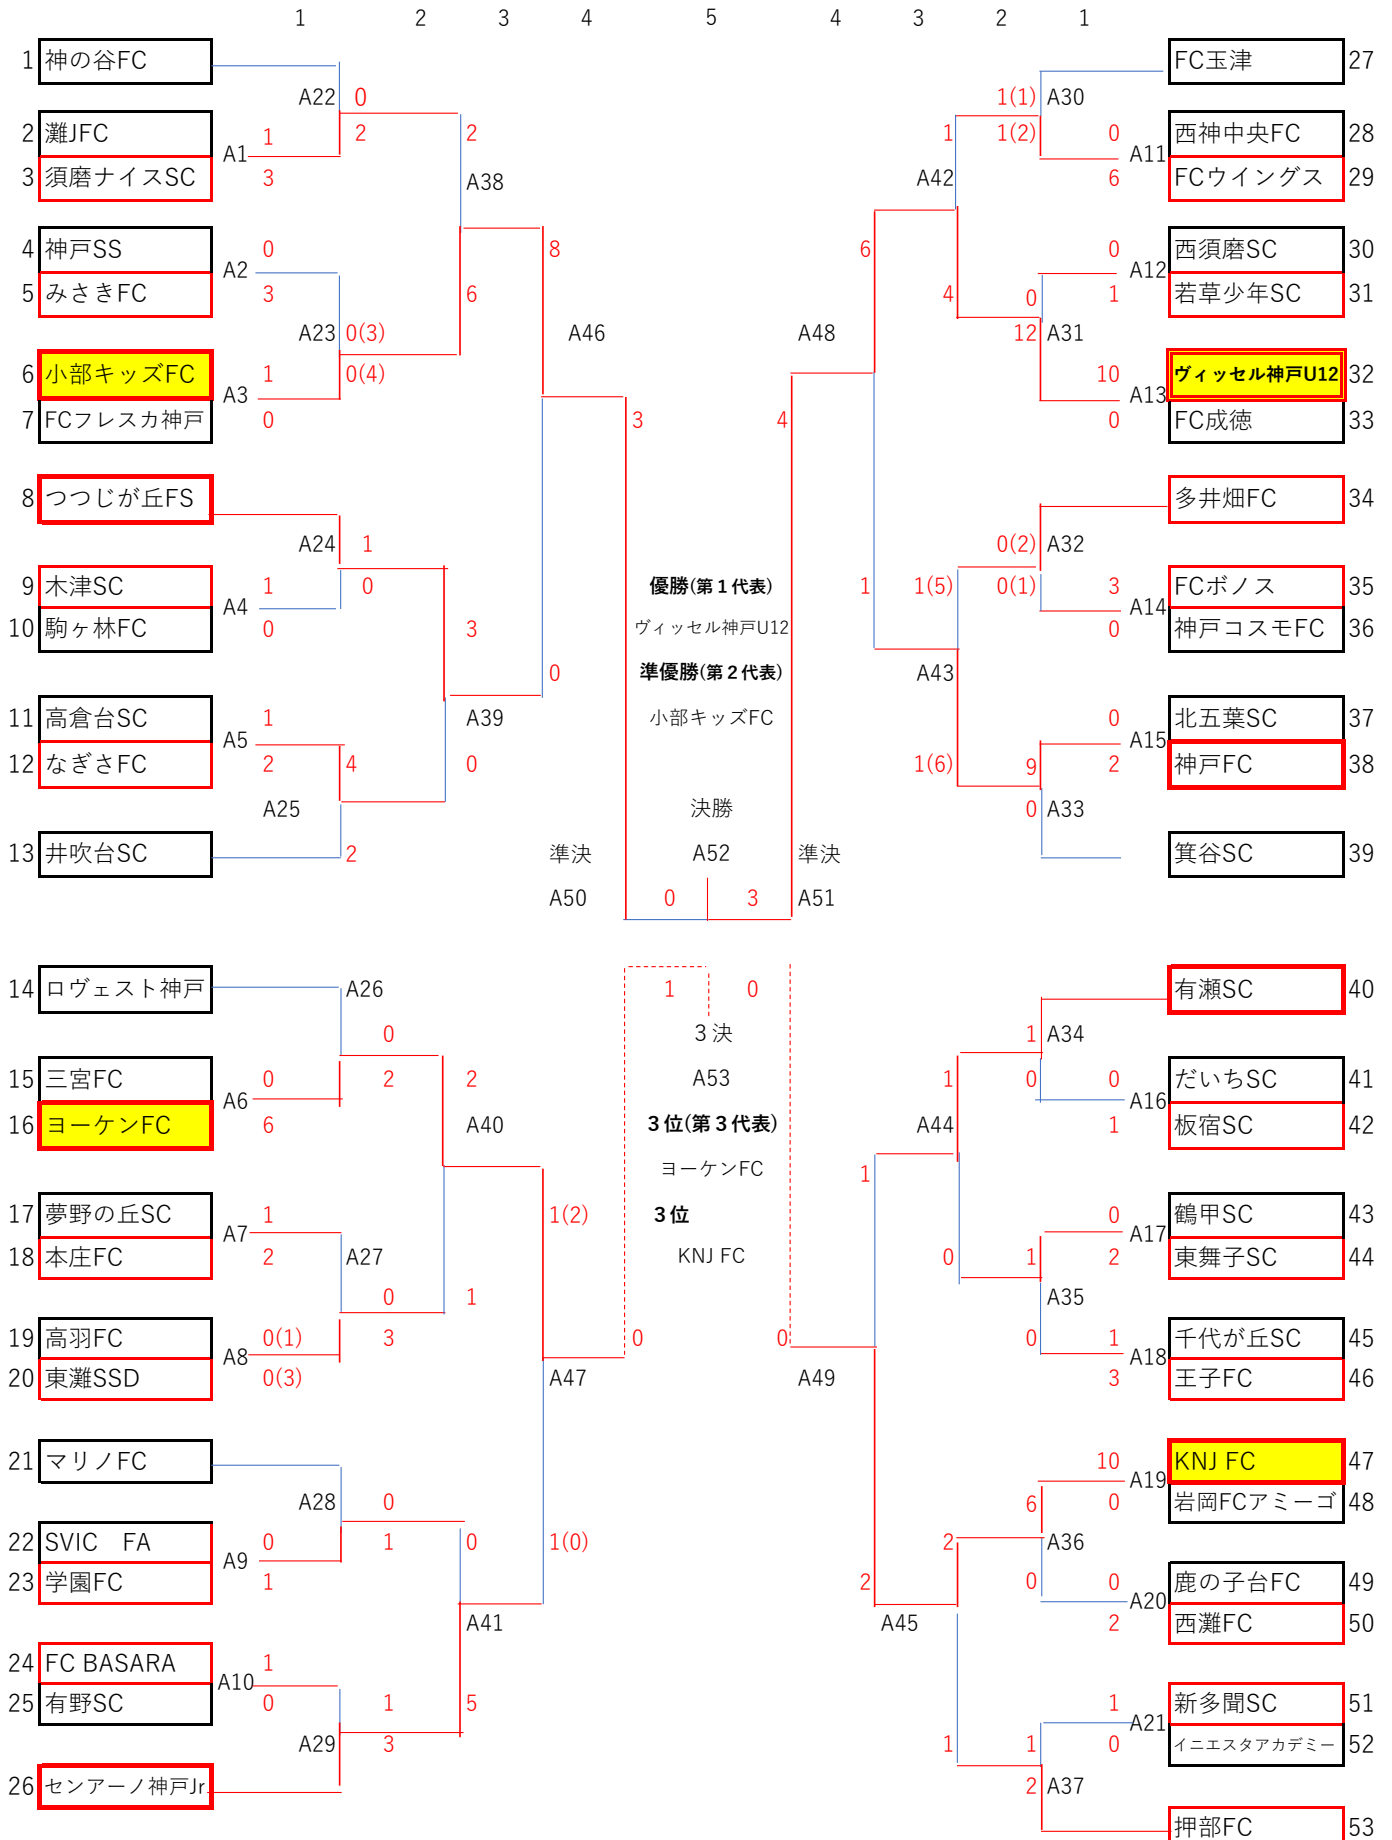 1 2 3 4 5 4 3 2 1
1 神の谷FC
A22 0
2 灘JFC 1 2 2
A1
3 須磨ナイスSC 3
A38
4 神戸SS 0 8
A2
5 みさきFC 3 6
A23 0(3)
A46
6 小部キッズFC 1 0(4)
A3
7 FCフレスカ神戸 0 3
8 つつじが丘FS
A24 1
9 木津SC 1 0
A4
10 駒ヶ林FC 0 3
0
11 高倉台SC 1
A39
A5
12 なぎさFC 2 4 0
A25
13 井吹台SC 2
準決
A50
優勝(第1代表)
ヴィッセル神戸U12
準優勝(第2代表)
小部キッズFC
決勝
A52
0 3
FC玉津 27
1(1) A30
1 1(2) 0 西神中央FC 28
A11
A42 6 FCウイングス 29
6 0 西須磨SC 30
A12
4 0 1 若草少年SC 31
A48 12 A31
10 ヴィッセル神戸U12 32
A13
4 0 FC成徳 33
多井畑FC 34
0(2) A32
1 1(5) 0(1) 3 FCボノス 35
A14
0 神戸コスモFC 36
A43
0 北五葉SC 37
A15
1(6) 9 2 神戸FC 38
0 A33
準決 箕谷SC 39
A51
14 ロヴェスト神戸 A26
0
15 三宮FC 0 2 2
A6
16 ヨーケンFC 6 A40
17 夢野の丘SC 1 1(2)
A7
18 本庄FC 2 A27
0 1
19 高羽FC 0(1) 3 0
A8
20 東灘SSD 0(3) A47
21 マリノFC
A28 0
22 SVIC　FA 0 1 0 1(0)
A9
23 学園FC 1
A41
24 FC BASARA 1
A10
25 有野SC 0 1 5
A29 3
26 センアーノ神戸Jr.
1 0
3決
A53
3位(第3代表)
ヨーケンFC
3位
KNJ FC
有瀬SC 40
1 A34
1 0 0 だいちSC 41
A16
A44 1 板宿SC 42
1
0 鶴甲SC 43
A17
0 1 2 東舞子SC 44
A35
0 0 1 千代が丘SC 45
A18
A49 3 王子FC 46
10 KNJ FC 47
A19
6 0 岩岡FCアミーゴ 48
2 A36
2 0 0 鹿の子台FC 49
A20
A45 2 西灘FC 50
1 新多聞SC 51
A21
1 1 0 イニエスタアカデミー 52
2 A37
押部FC 53